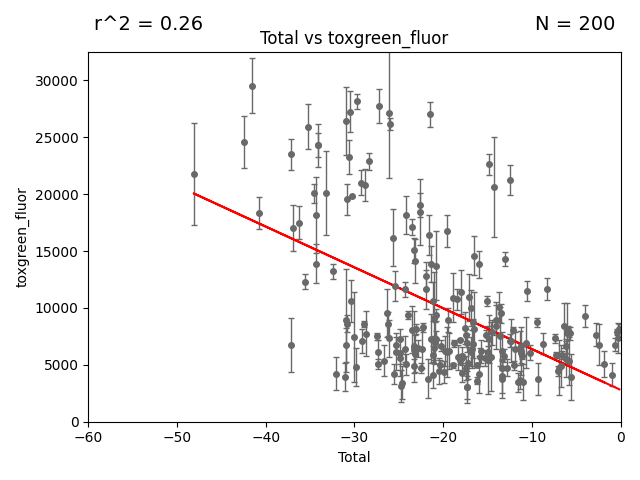 r^2 = 0.26
N = 200
Total vs toxgreen_fluor
30000
25000
20000
15000
10000
5000
0
toxgreen_fluor
−60
−50
−40
−30
−20
−10
0
Total